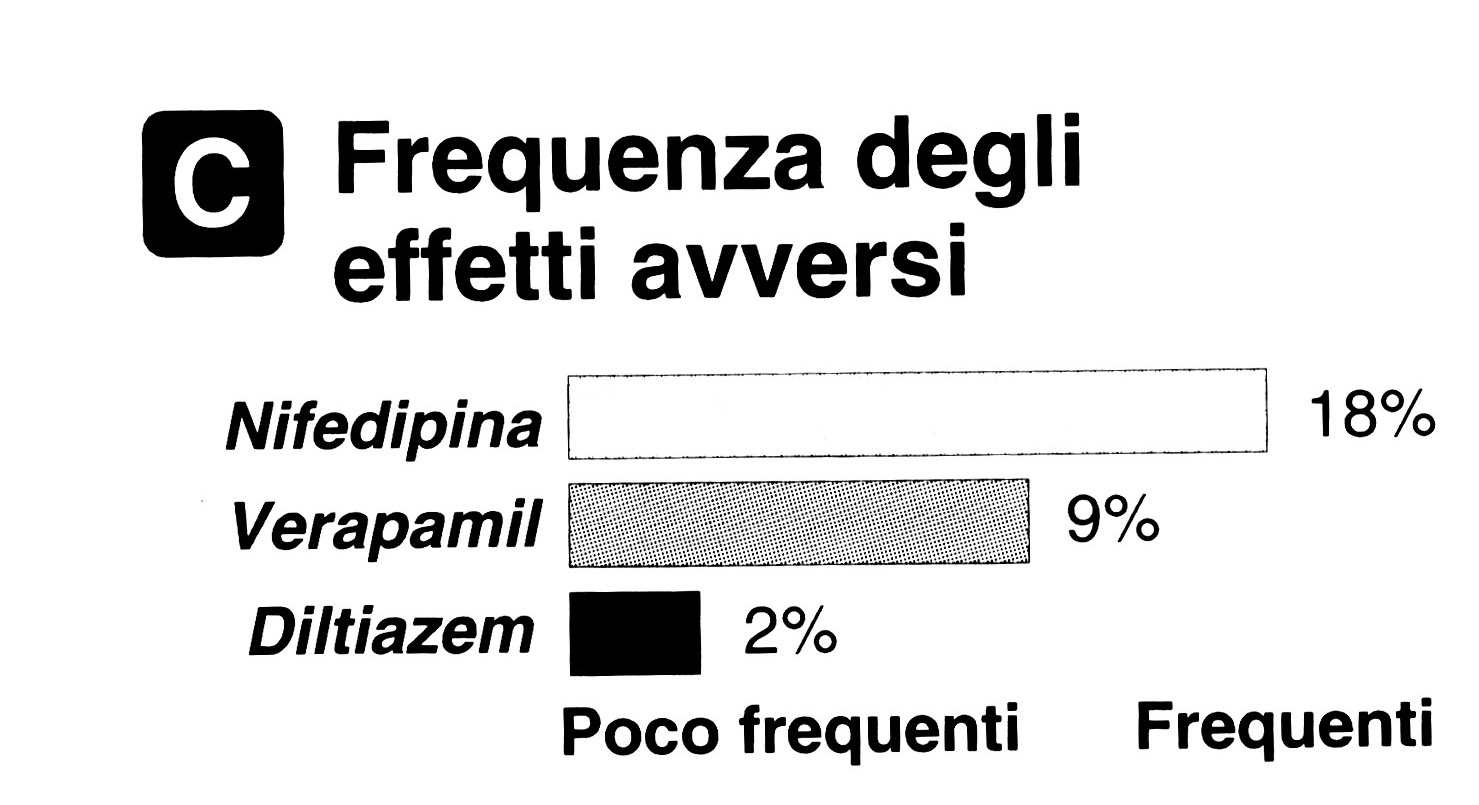 C Frequenza degli
effetti avversi
Nifedipina 18%
Verapamil 9%
Diltiazem 2%
Poco frequenti Frequenti